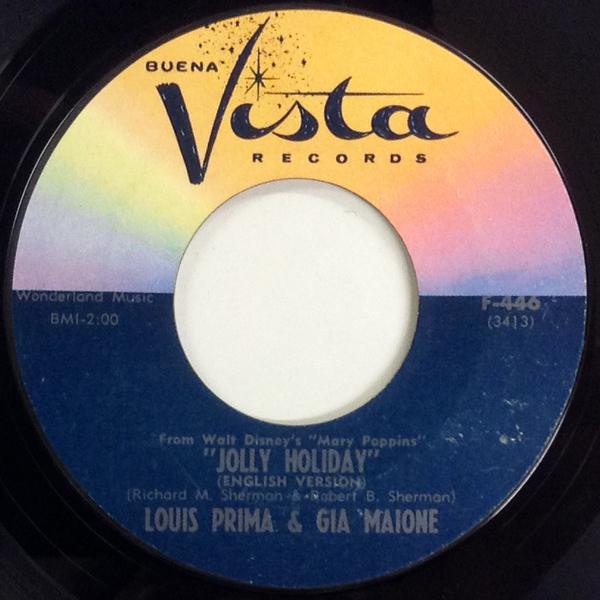 BUENA
Vista
RECORDS
Wonderland Music
BMI-2:00
F-446
(3413)
From Walt Disney's "Mary Poppins"
"JOLLY HOLIDAY"
(ENGLISH VERSION)
(Richard M. Sherman & Robert B. Sherman)
LOUIS PRIMA & GIA MAIONE